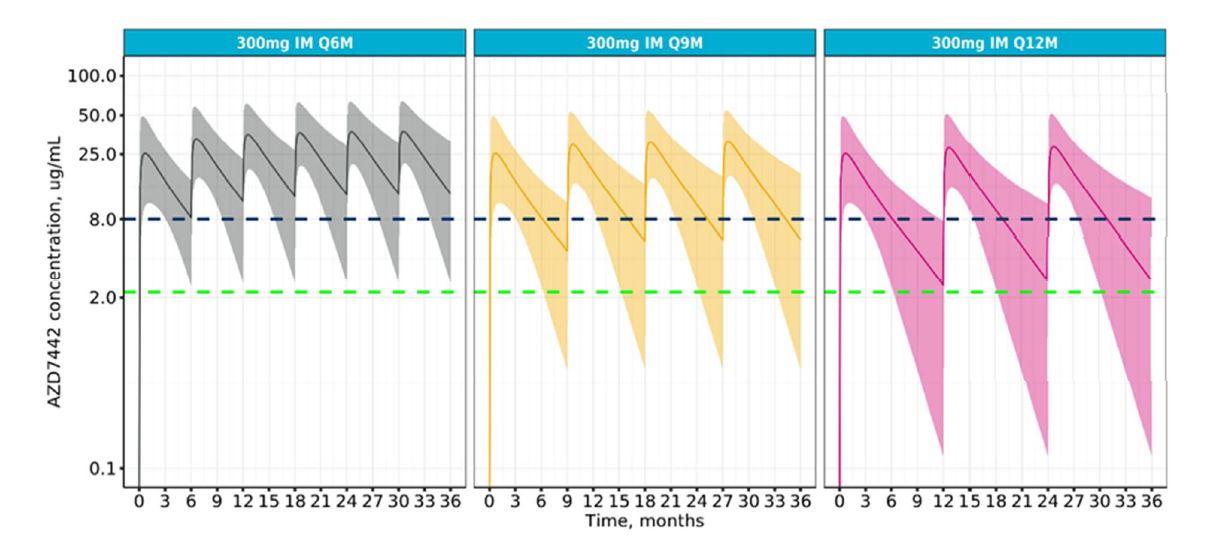 300mg IM Q6M 300mg IM Q9M 300mg IM Q12M
AZD7442 concentration, ug/mL
100.0
50.0
25.0
8.0
2.0
0.1
0 3 6 9 12 15 18 21 24 27 30 33 36 0 3 6 9 12 15 18 21 24 27 30 33 36 0 3 6 9 12 15 18 21 24 27 30 33 36
Time, months